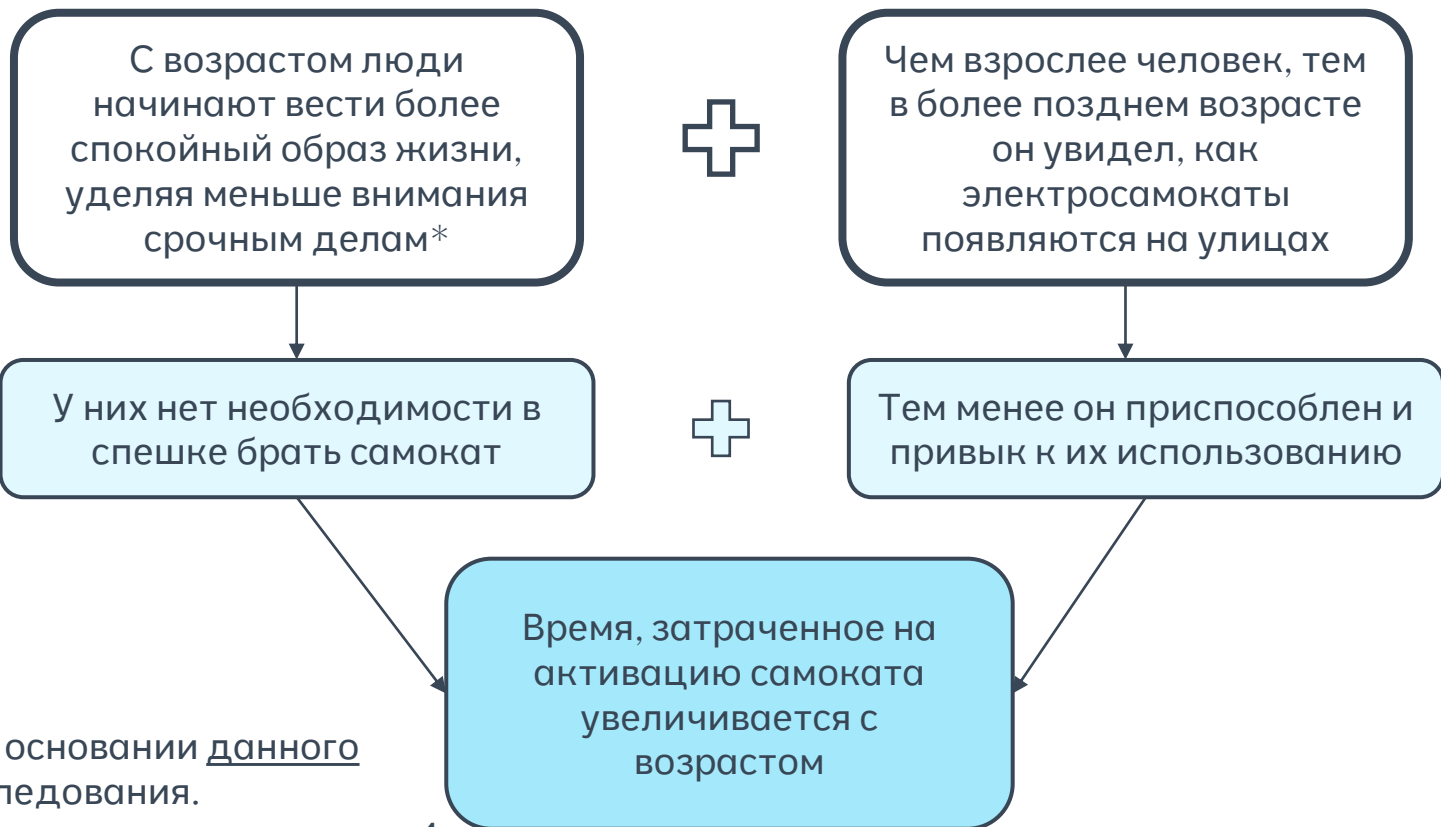 С возрастом люди
начинают вести более
спокойный образ жизни,
уделяя меньше внимания
срочным делам*
Чем взрослее человек, тем
в более позднем возрасте
он увидел, как
электросамокаты
появляются на улицах
У них нет необходимости в
спешке брать самокат
Тем менее он приспособлен и
привык к их использованию
Время, затраченное на
активацию самоката
увеличивается с
возрастом
основании данного
ледования.